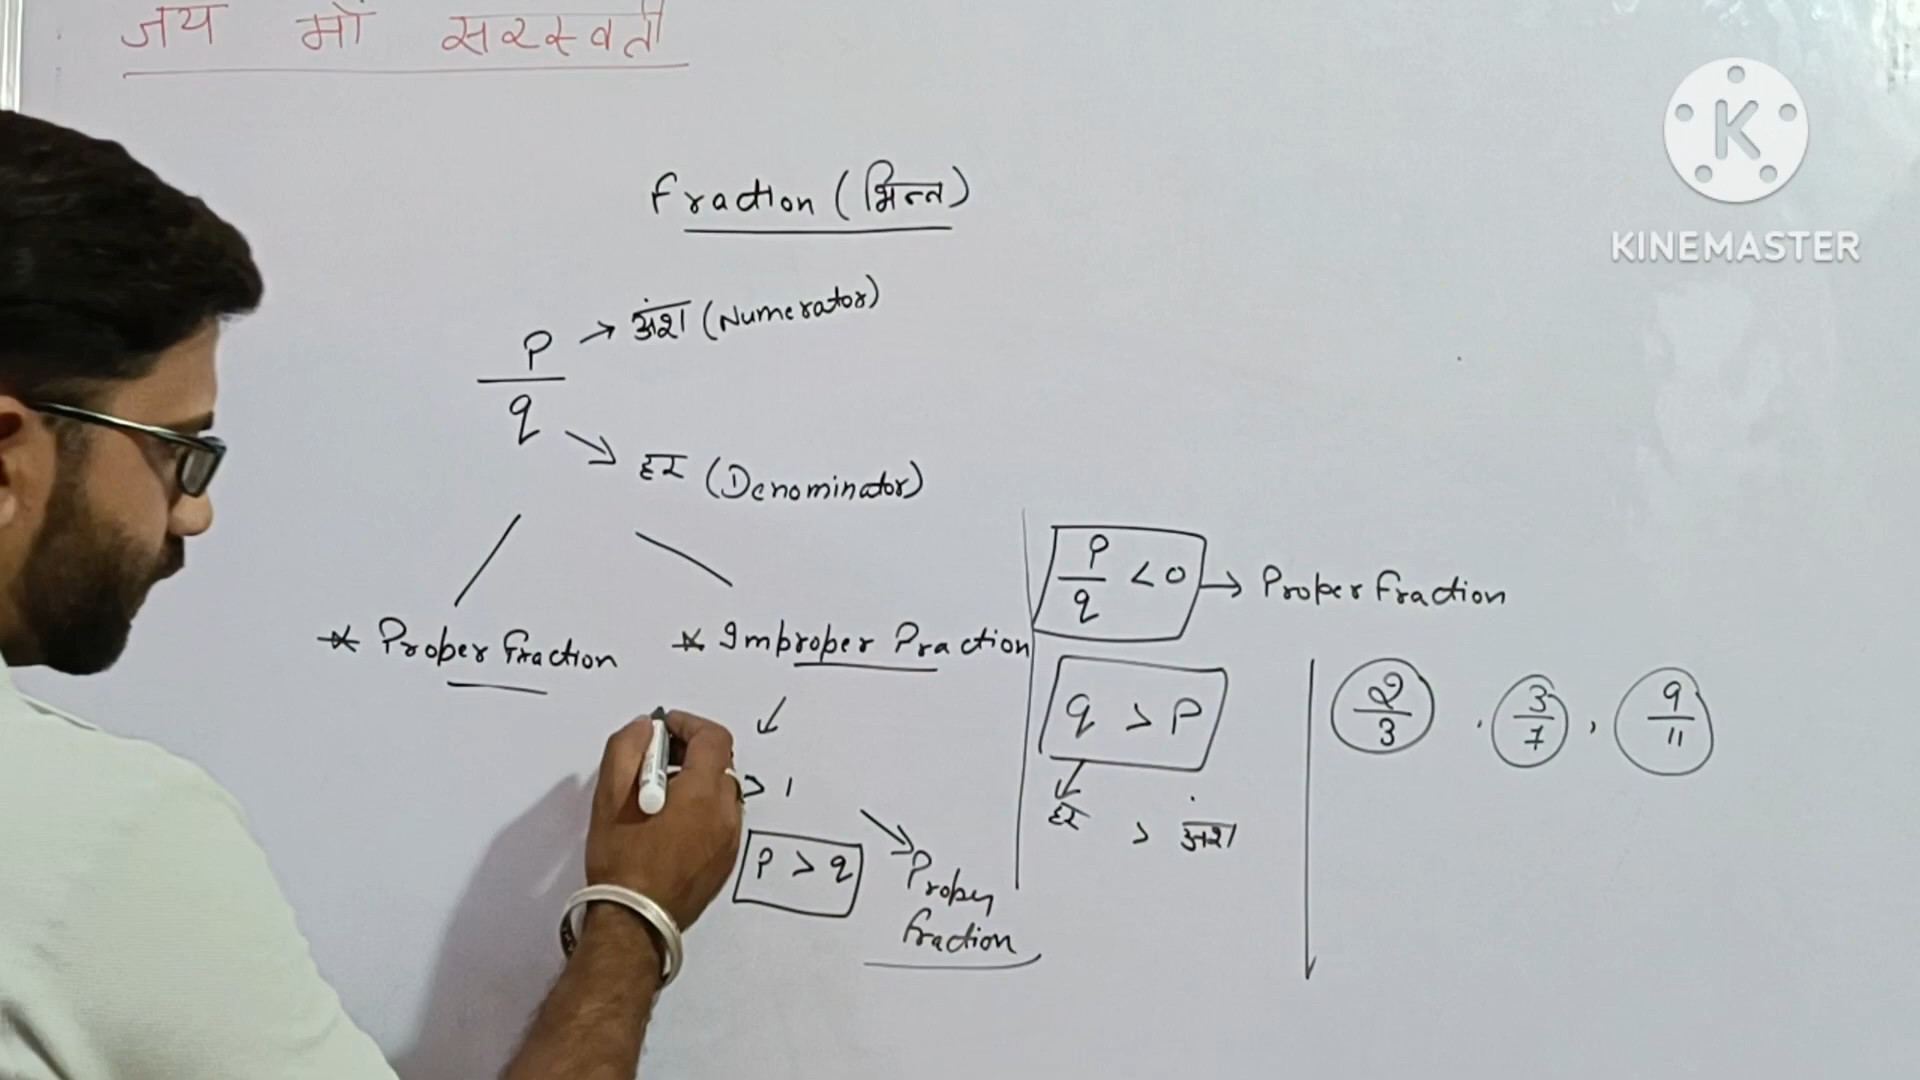 जय माँ सरस्वती
K
KINEMASTER
Fraction (भिन्न)
P → अंश (Numerator)
q → हर (Denominator)
* Proper Fraction
* Improper Fraction
> 1
P > q
Proper
Fraction
P/q < 0 → Proper Fraction
q > P
हर > अंश
2/3 , 3/7 , 9/11